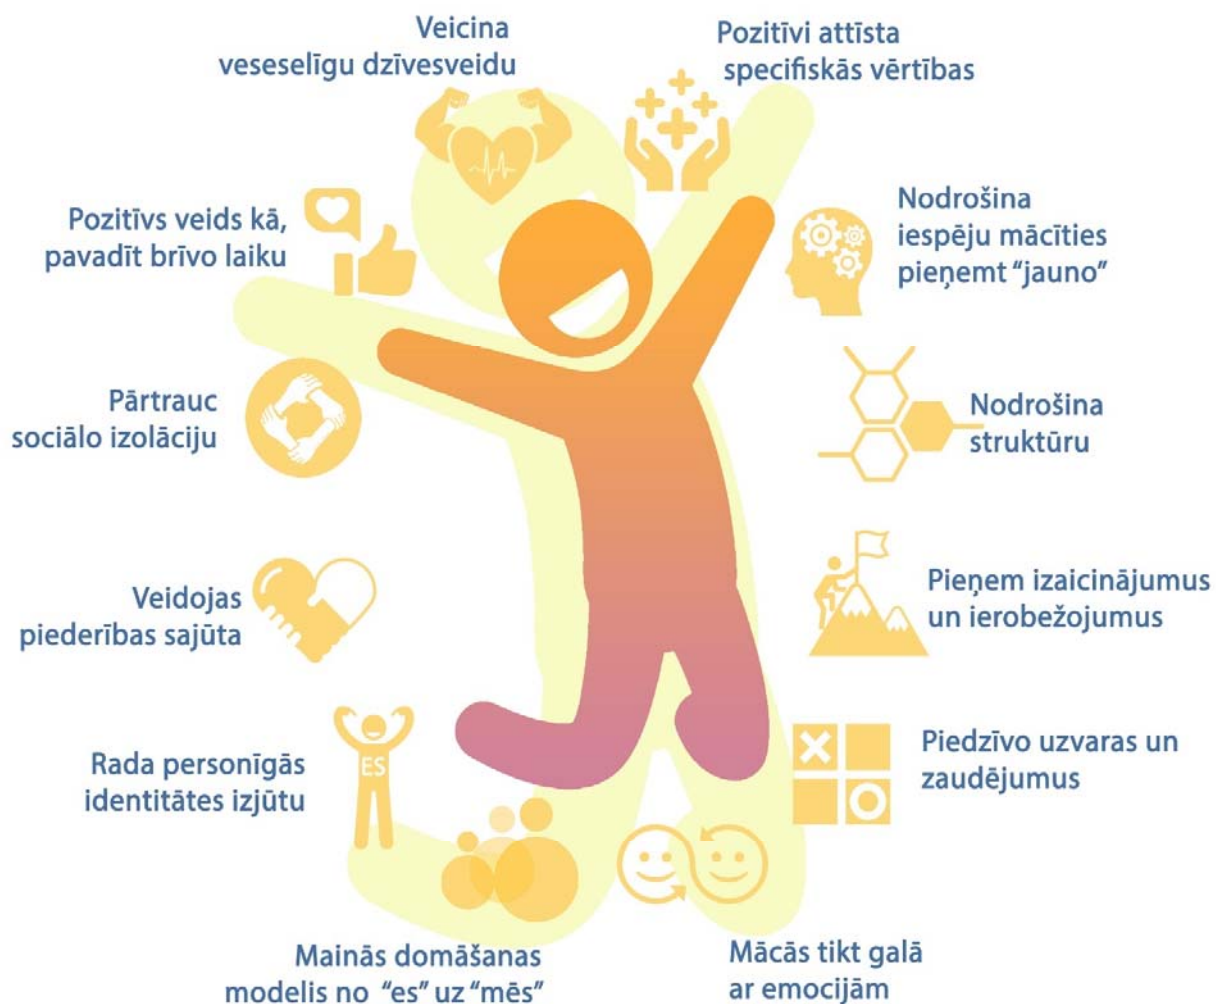 Veicina
veseselīgu dzīvesveidu
Pozitīvi attīsta
specifiskās vērtības
Nodrošina
iespēju mācīties
pieņemt “jauno”
Nodrošina
struktūru
Pieņem izaicinājumus
un ierobežojumus
Piedzīvo uzvaras un
zaudējumus
Mācās tikt galā
ar emocijām
Mainās domāšanas
modelis no “es” uz “mēs”
Rada personīgās
identitātes izjūtu
ES
Veidojas
piederības sajūta
Pārtrauc
sociālo izolāciju
Pozitīvs veids kā,
pavadīt brīvo laiku